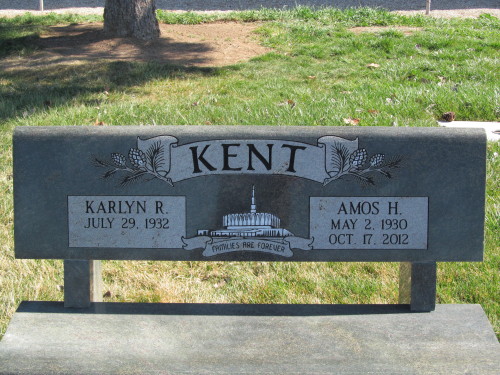 KENT
KARLYN R.
JULY 29, 1932
AMOS H.
MAY 2, 1930
OCT. 17, 2012
FAMILIES ARE FOREVER